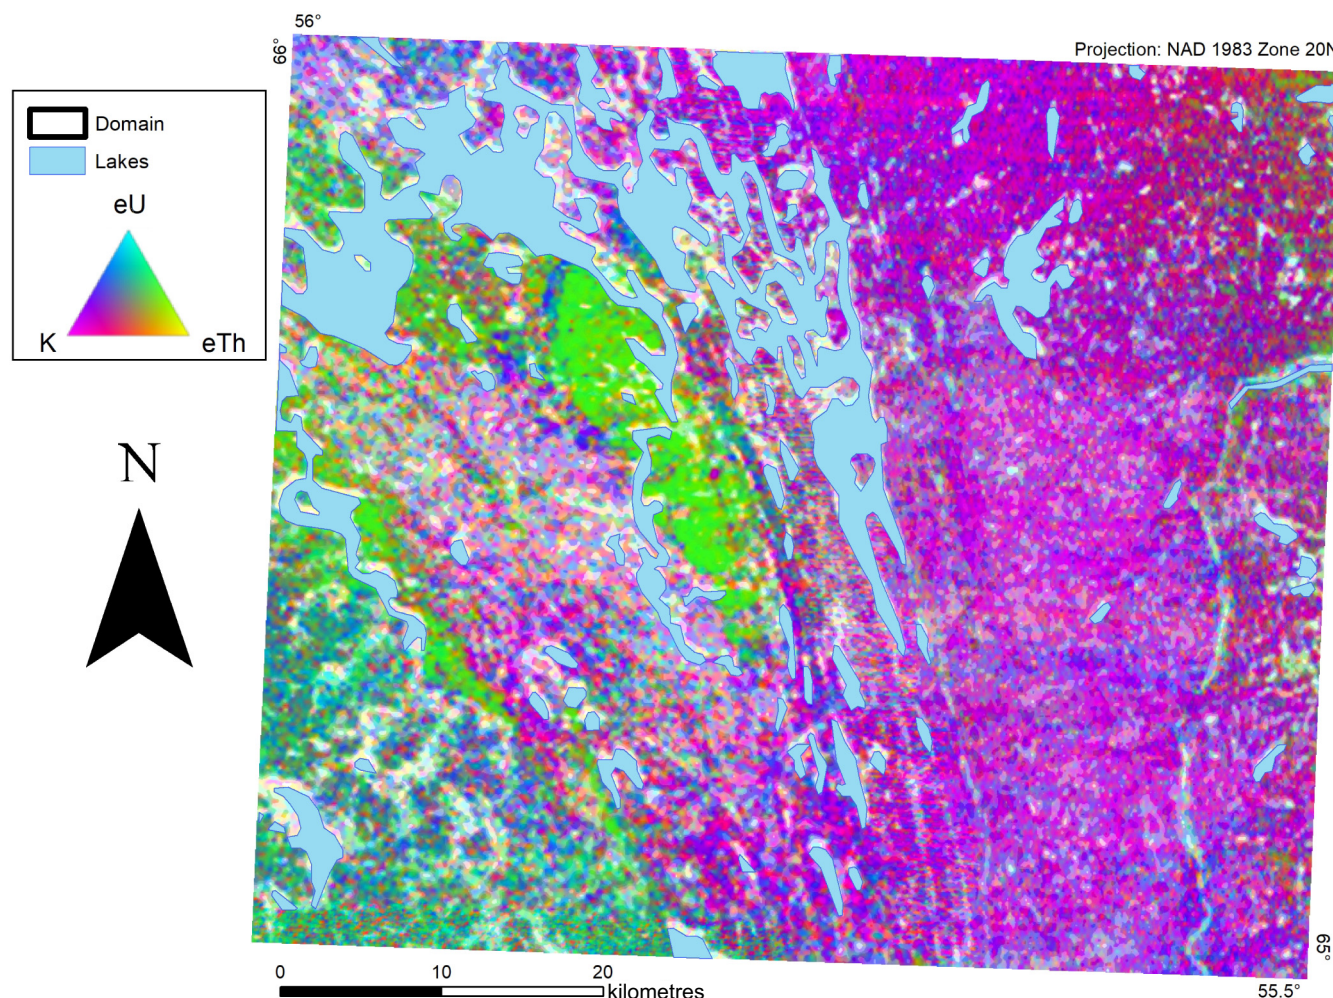 56°
66°
Projection: NAD 1983 Zone 20N
Domain
Lakes
eU
K
eTh
N
65°
0
10
20
kilometres
55.5°